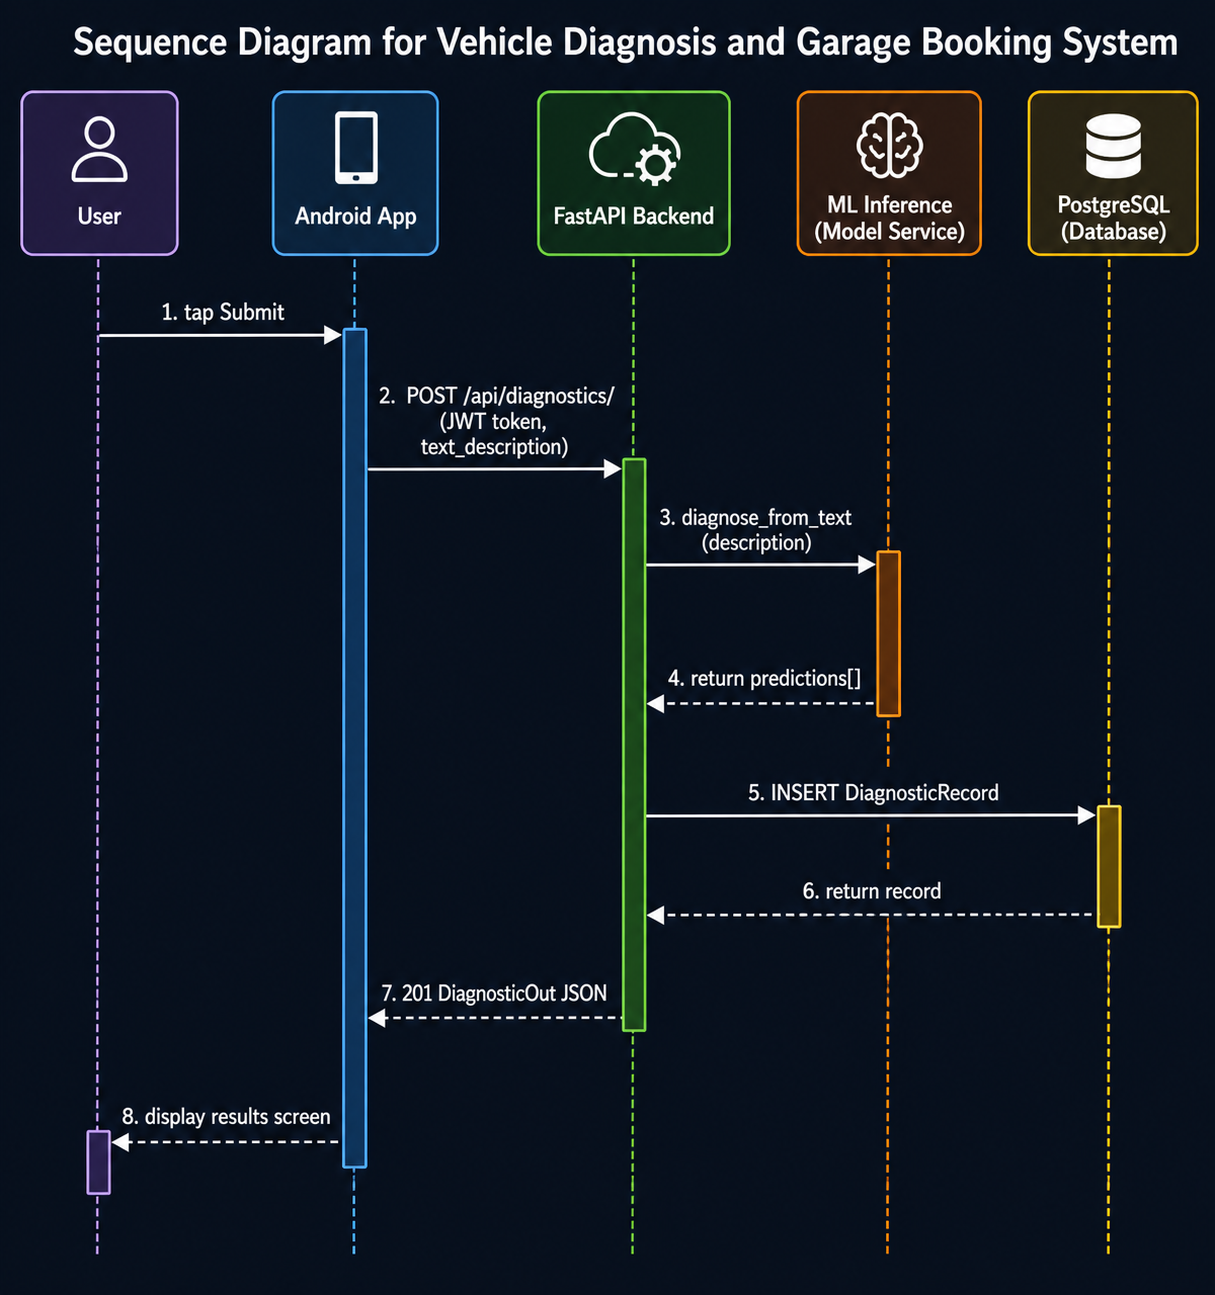 Sequence Diagram for Vehicle Diagnosis and Garage Booking System
User
Android App
FastAPI Backend
ML Inference
(Model Service)
PostgreSQL
(Database)
1. tap Submit
2. POST /api/diagnostics/
(JWT token,
text_description)
3. diagnose_from_text
(description)
4. return predictions[]
5. INSERT DiagnosticRecord
6. return record
7. 201 DiagnosticOut JSON
8. display results screen